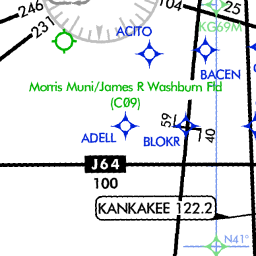 246
231
ACITO
104
25
KG69M
BACEN
Morris Muni/James R Washburn Fld
(C09)
ADELL
BLOKR
59
40
J64
100
KANKAKEE 122.2
N41°